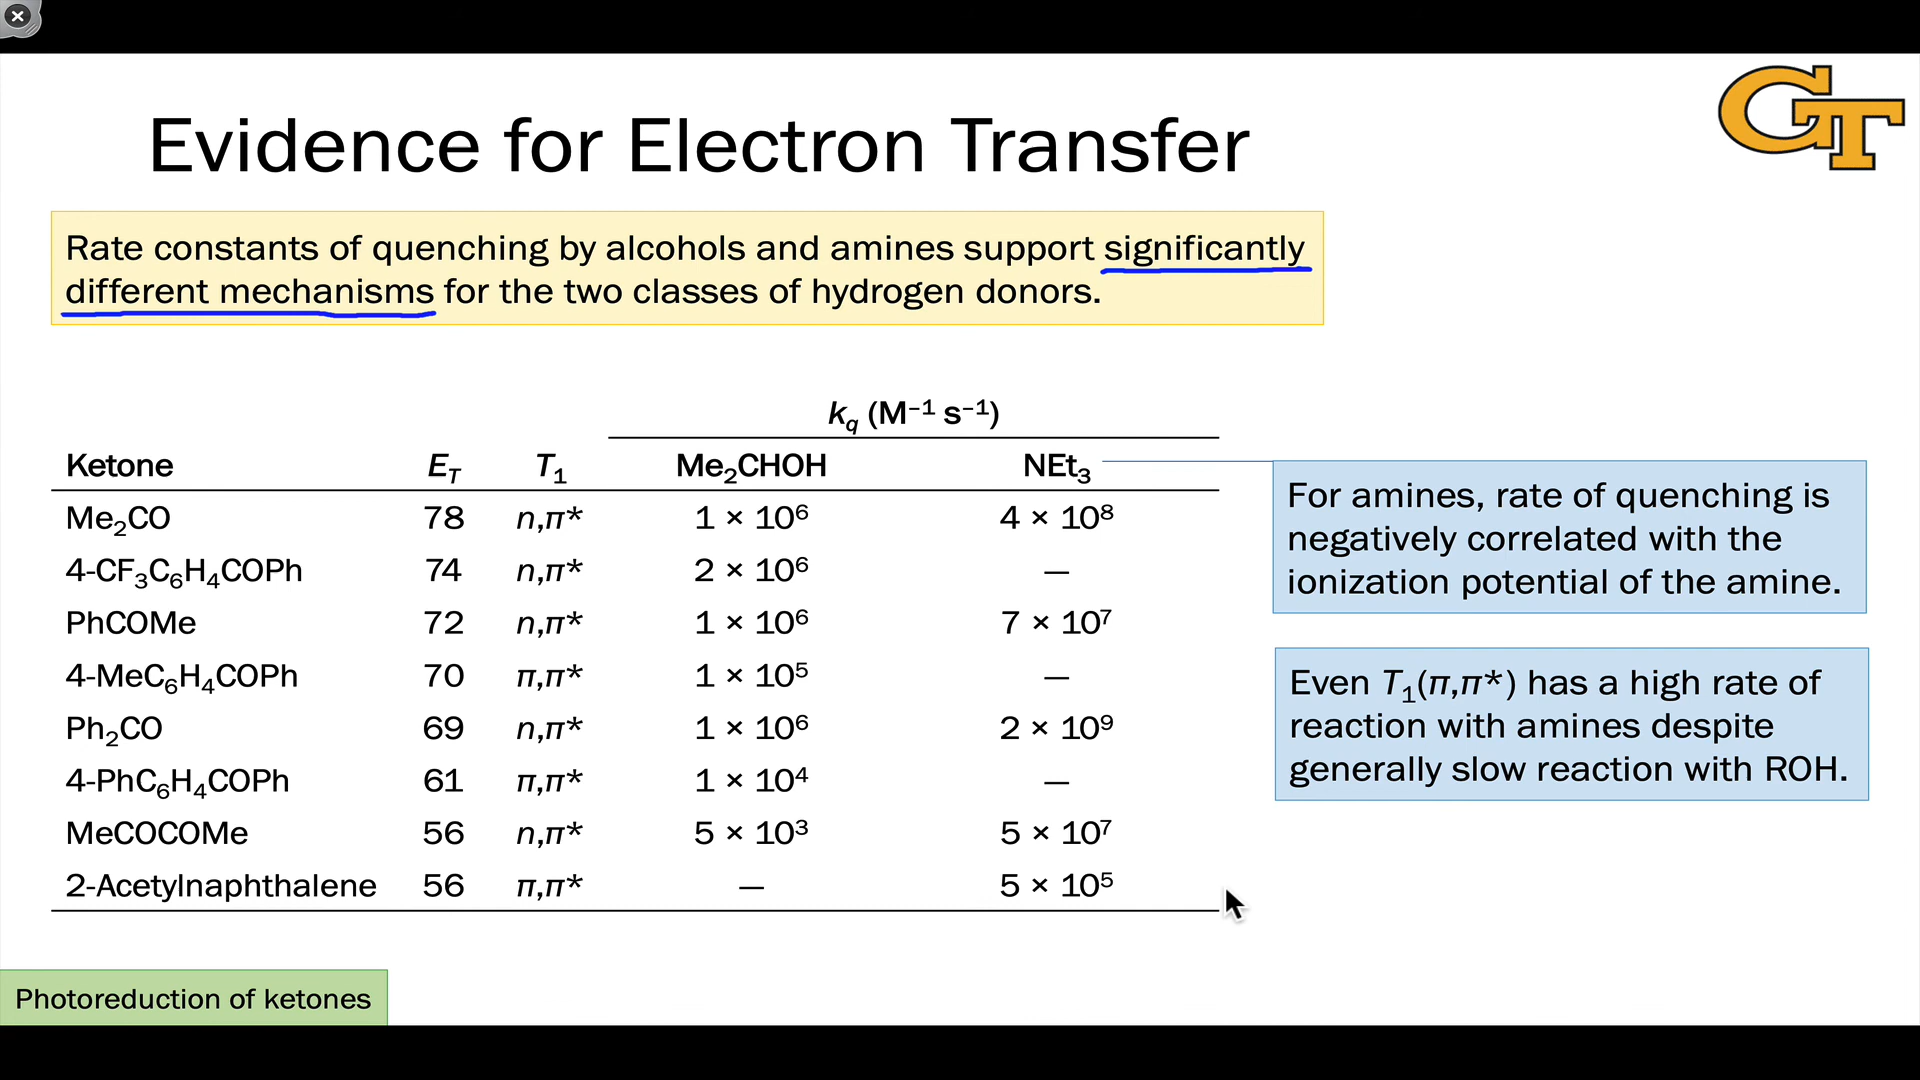 GT
Evidence for Electron Transfer
Rate constants of quenching by alcohols and amines support significantly
different mechanisms for the two classes of hydrogen donors.
k_q (M⁻¹ s⁻¹)
Ketone E_T T₁ Me₂CHOH NEt₃
Me₂CO 78 n,π* 1 × 10⁶ 4 × 10⁸
4-CF₃C₆H₄COPh 74 n,π* 2 × 10⁶ —
PhCOMe 72 n,π* 1 × 10⁶ 7 × 10⁷
4-MeC₆H₄COPh 70 π,π* 1 × 10⁵ —
Ph₂CO 69 n,π* 1 × 10⁶ 2 × 10⁹
4-PhC₆H₄COPh 61 π,π* 1 × 10⁴ —
MeCOCOMe 56 n,π* 5 × 10³ 5 × 10⁷
2-Acetylnaphthalene 56 π,π* — 5 × 10⁵
For amines, rate of quenching is
negatively correlated with the
ionization potential of the amine.
Even T₁(π,π*) has a high rate of
reaction with amines despite
generally slow reaction with ROH.
Photoreduction of ketones